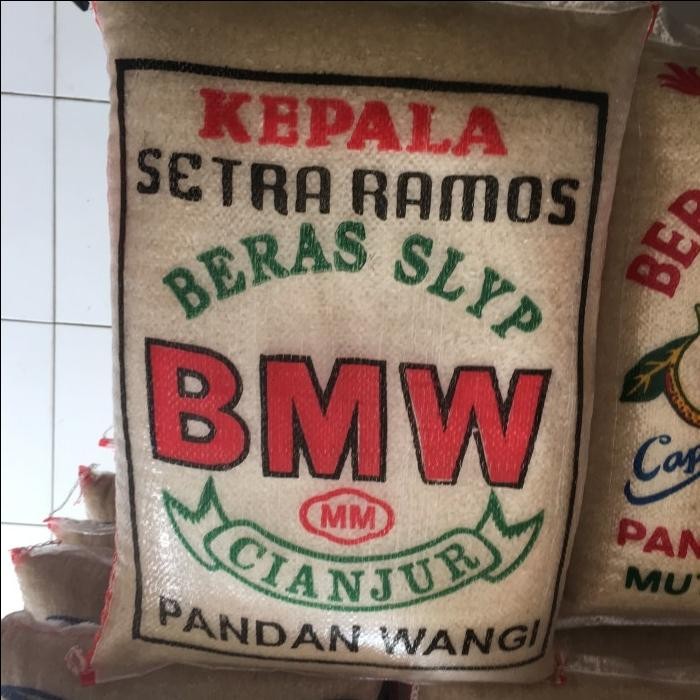 KEPALA
SETRA RAMOS
BERAS SLYP
BMW
MM
CIANJUR
PANDAN WANGI